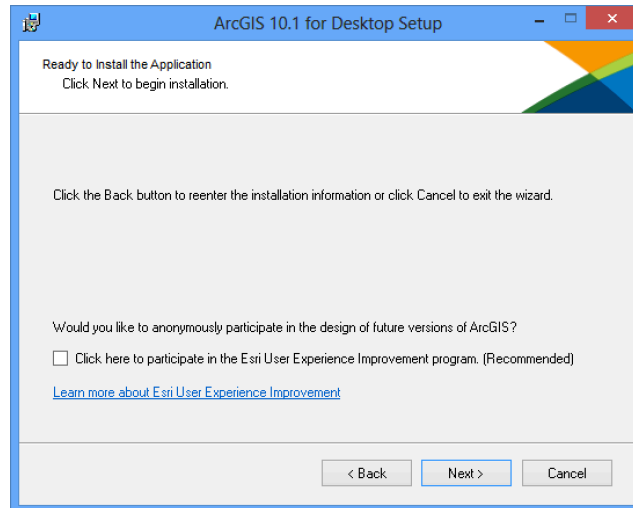 ArcGIS 10.1 for Desktop Setup
Ready to Install the Application
Click Next to begin installation.
Click the Back button to reenter the installation information or click Cancel to exit the wizard.
Would you like to anonymously participate in the design of future versions of ArcGIS?
Click here to participate in the Esri User Experience Improvement program. (Recommended)
Learn more about Esri User Experience Improvement
< Back Next > Cancel